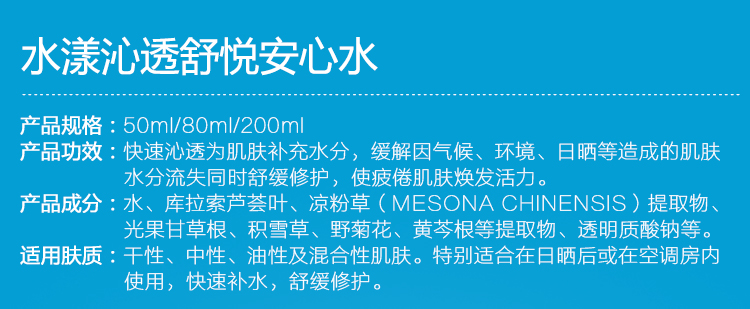 水漾沁透舒悦安心水
产品规格：50ml/80ml/200ml
产品功效：快速沁透为肌肤补充水分，缓解因气候、环境、日晒等造成的肌肤
水分流失同时舒缓修护，使疲倦肌肤焕发活力。
产品成分：水、库拉索芦荟叶、凉粉草（MESONA CHINENSIS）提取物、
光果甘草根、积雪草、野菊花、黄芩根等提取物、透明质酸钠等。
适用肤质：干性、中性、油性及混合性肌肤。特别适合在日晒后或在空调房内
使用，快速补水，舒缓修护。